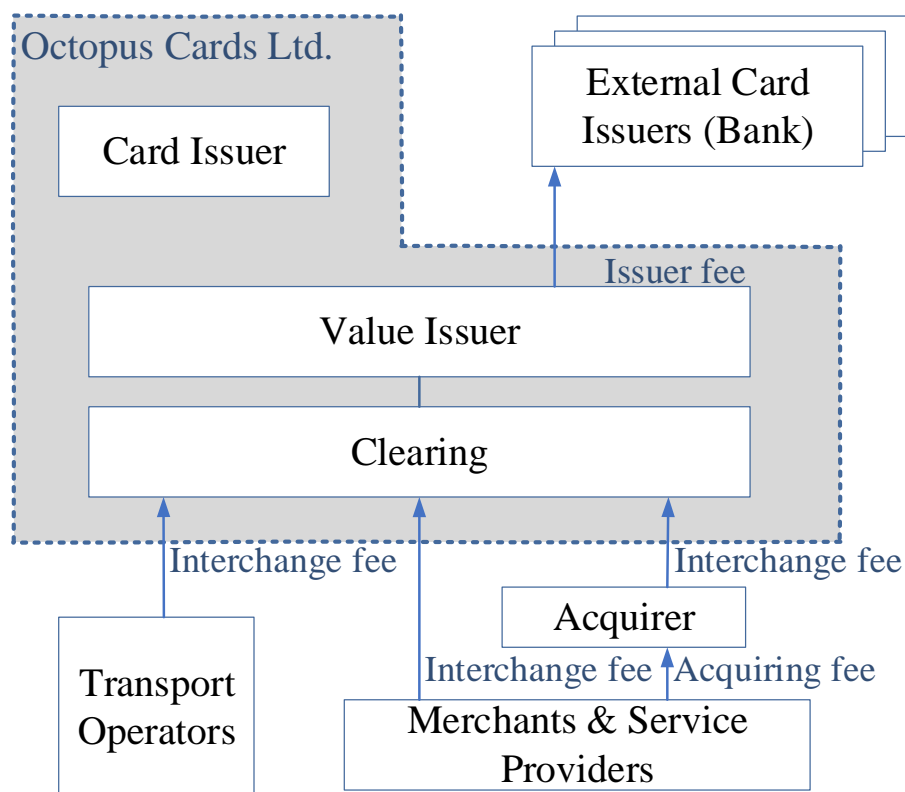 Octopus Cards Ltd.
External Card
Issuers (Bank)
Card Issuer
Issuer fee
Value Issuer
Clearing
Interchange fee
Interchange fee
Acquirer
Transport
Operators
Interchange fee
Acquiring fee
Merchants & Service
Providers